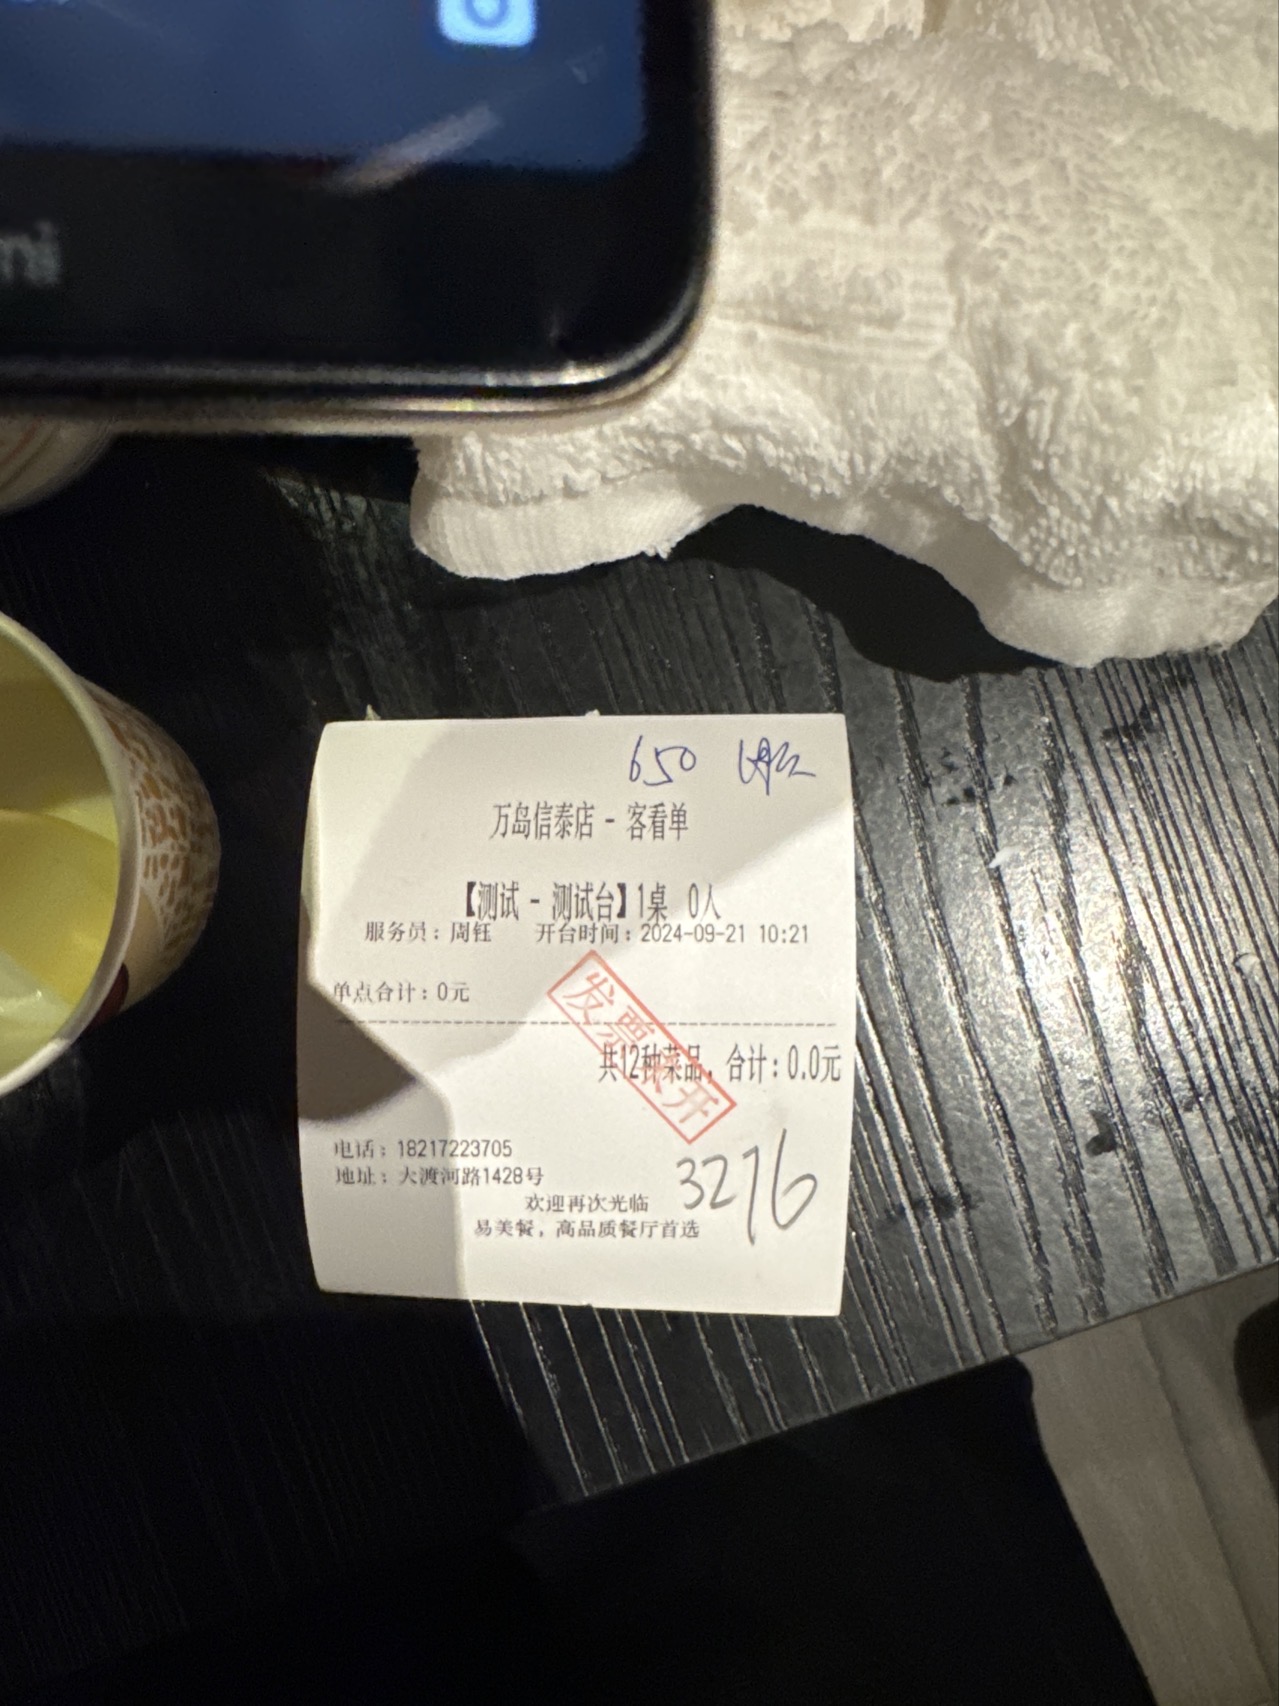 mi
650
万岛信泰店 - 客看单
【测试 - 测试台】1桌 0人
服务员：周钰 开台时间：2024-09-21 10:21
单点合计：0元
发票未开
共12种菜品，合计：0.0元
电话：18217223705
地址：大渡河路1428号
3276
欢迎再次光临
易美餐，高品质餐厅首选